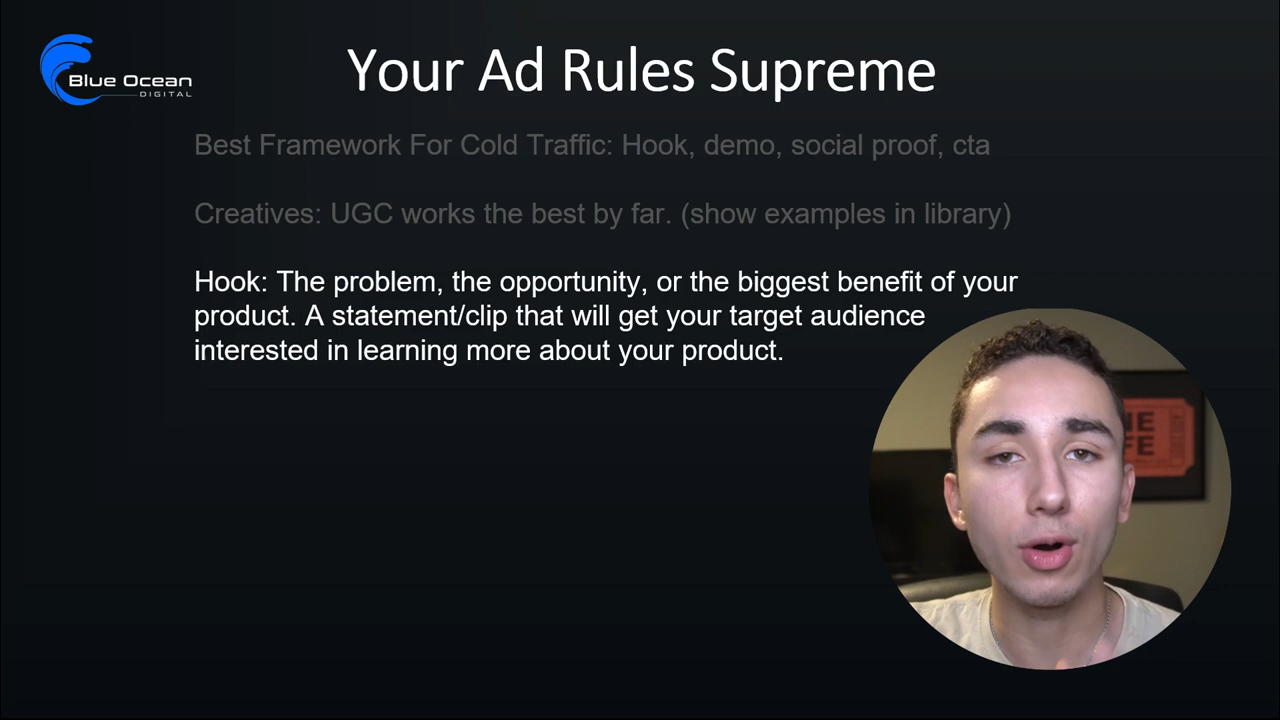 Blue Ocean
DIGITAL
Your Ad Rules Supreme
Best Framework For Cold Traffic: Hook, demo, social proof, cta
Creatives: UGC works the best by far. (show examples in library)
Hook: The problem, the opportunity, or the biggest benefit of your
product. A statement/clip that will get your target audience
interested in learning more about your product.